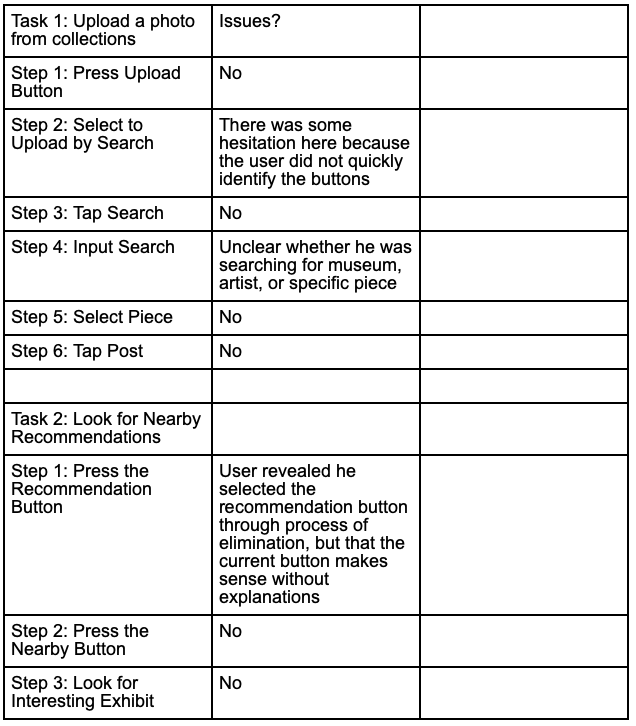 Task 1: Upload a photo
from collections
Issues?
Step 1: Press Upload
Button
No
Step 2: Select to
Upload by Search
There was some
hesitation here because
the user did not quickly
identify the buttons
Step 3: Tap Search
No
Step 4: Input Search
Unclear whether he was
searching for museum,
artist, or specific piece
Step 5: Select Piece
No
Step 6: Tap Post
No
Task 2: Look for Nearby
Recommendations
Step 1: Press the
Recommendation
Button
User revealed he
selected the
recommendation button
through process of
elimination, but that the
current button makes
sense without
explanations
Step 2: Press the
Nearby Button
No
Step 3: Look for
Interesting Exhibit
No